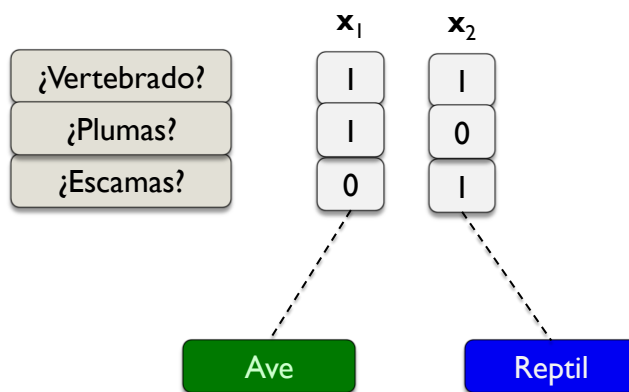 x1 x2
¿Vertebrado? 1 1
¿Plumas? 1 0
¿Escamas? 0 1
Ave Reptil